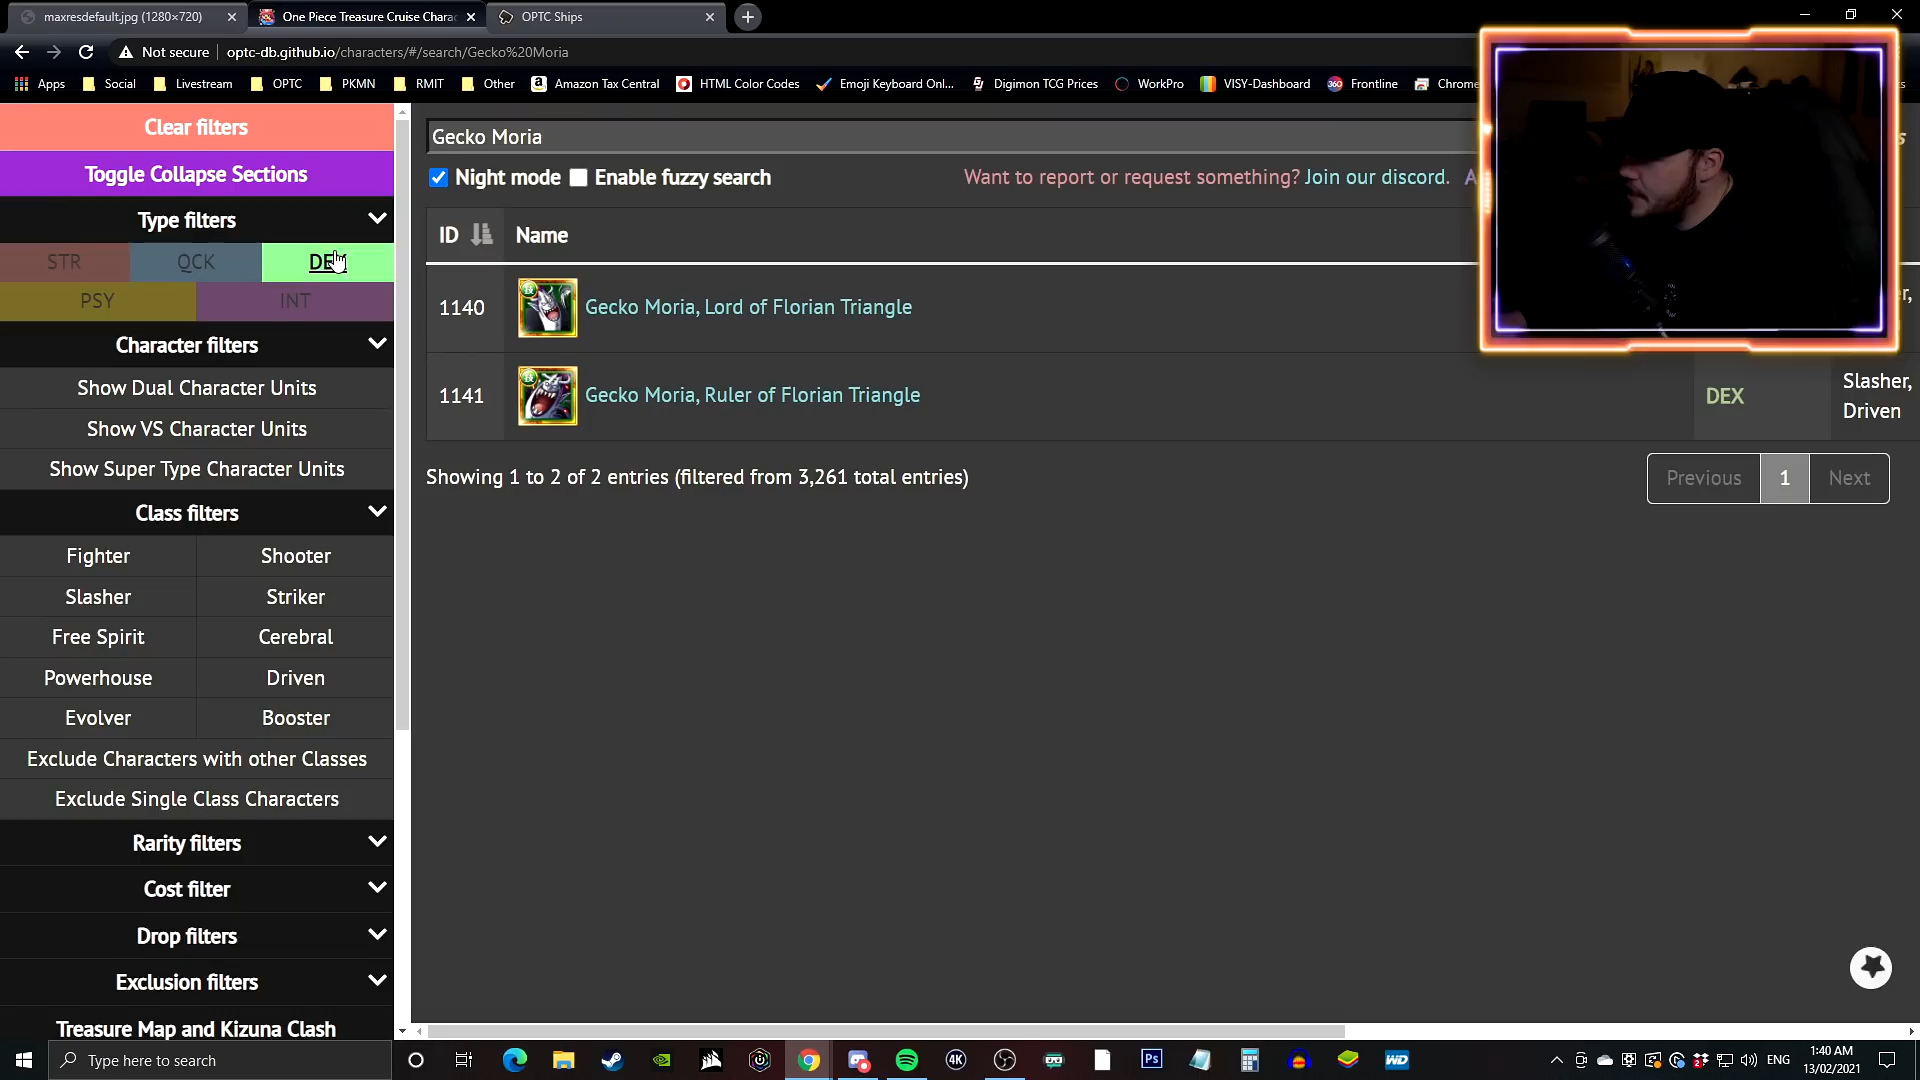 maxresdefault.jpg (1280×720)
One Piece Treasure Cruise Charac
OPTC Ships
Not secure
optc-db.github.io/characters/#/search/Gecko%20Moria
Apps
Social
Livestream
OPTC
PKMN
RMIT
Other
Amazon Tax Central
HTML Color Codes
Emoji Keyboard Onl...
Digimon TCG Prices
WorkPro
VISY-Dashboard
Frontline
Chrome
Clear filters
Toggle Collapse Sections
Type filters
STR
QCK
DEX
PSY
INT
Character filters
Show Dual Character Units
Show VS Character Units
Show Super Type Character Units
Class filters
Fighter
Shooter
Slasher
Striker
Free Spirit
Cerebral
Powerhouse
Driven
Evolver
Booster
Exclude Characters with other Classes
Exclude Single Class Characters
Rarity filters
Cost filter
Drop filters
Exclusion filters
Treasure Map and Kizuna Clash
Gecko Moria
Night mode
Enable fuzzy search
Want to report or request something? Join our discord.
ID
Name
1140
Gecko Moria, Lord of Florian Triangle
1141
Gecko Moria, Ruler of Florian Triangle
DEX
Slasher,
Driven
Showing 1 to 2 of 2 entries (filtered from 3,261 total entries)
Previous
1
Next
Type here to search
4K
Ps
WD
ENG
1:40 AM
13/02/2021